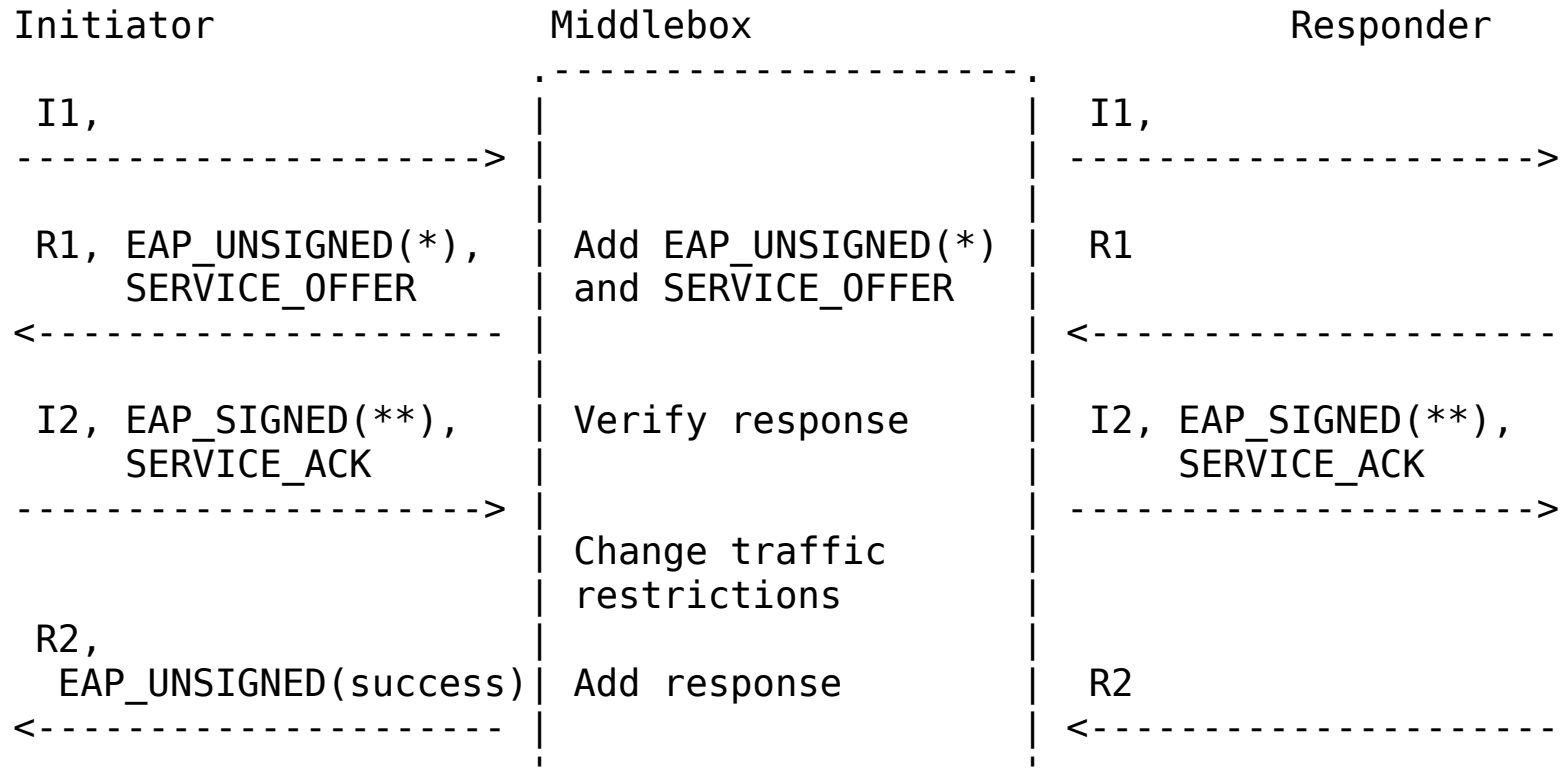 Initiator Middlebox Responder
.---------------------.
I1, | | I1,
---------------------> | | --------------------->
| |
R1, EAP_UNSIGNED(*), | Add EAP_UNSIGNED(*) | R1
SERVICE_OFFER | and SERVICE_OFFER |
<--------------------- | | <---------------------
| |
I2, EAP_SIGNED(**), | Verify response | I2, EAP_SIGNED(**),
SERVICE_ACK | | SERVICE_ACK
---------------------> | | --------------------->
| Change traffic |
| restrictions |
R2, | |
EAP_UNSIGNED(success)| Add response | R2
<--------------------- | | <---------------------
| |